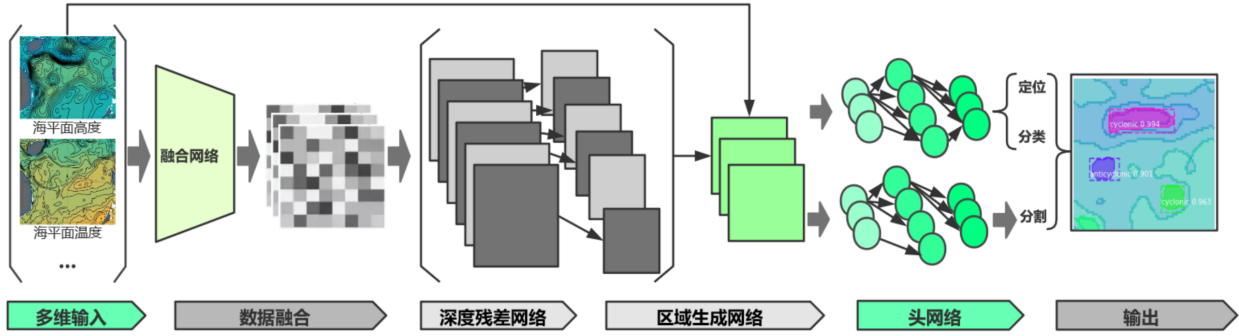 海平面高度
海平面温度
...
融合网络
定位
分类
分割
cyclonic 0.994
anticyclonic 0.901
cyclonic 0.963
多维输入
数据融合
深度残差网络
区域生成网络
头网络
输出